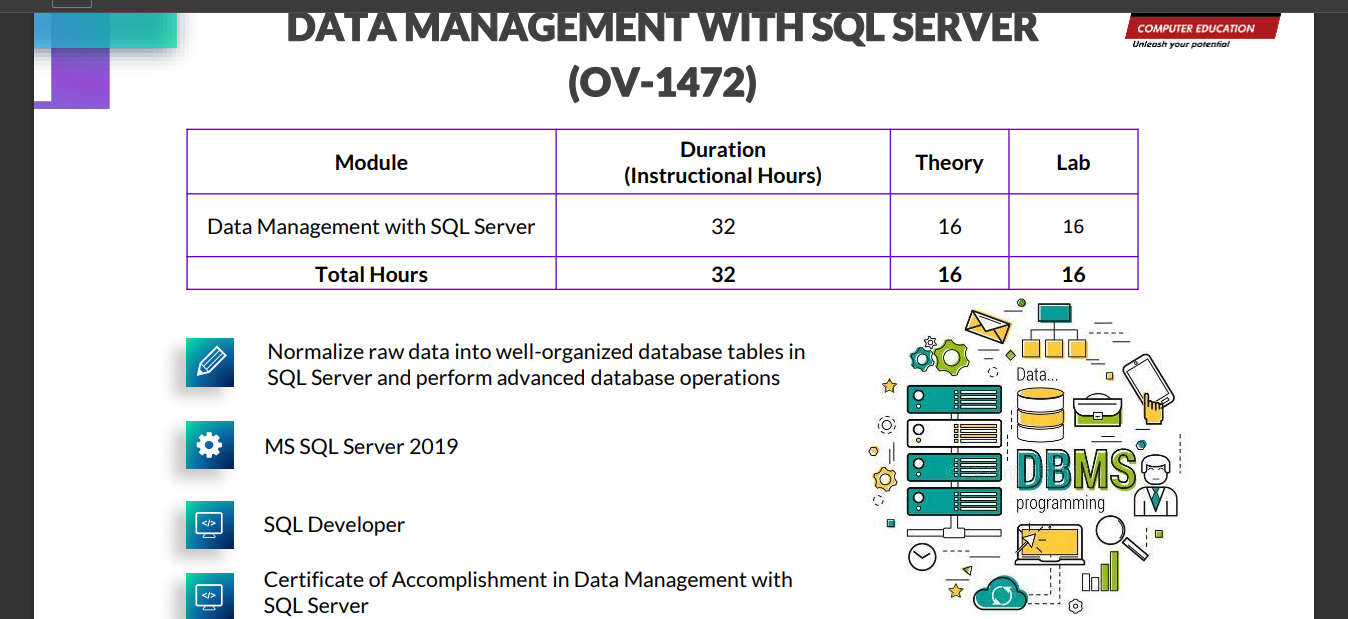 DATA MANAGEMENT WITH SQL SERVER
COMPUTER EDUCATION
Unleash your potential
(OV-1472)
Module
Duration
(Instructional Hours)
Theory
Lab
Data Management with SQL Server
32
16
16
Total Hours
32
16
16
Normalize raw data into well-organized database tables in
SQL Server and perform advanced database operations
MS SQL Server 2019
SQL Developer
Certificate of Accomplishment in Data Management with
SQL Server
Data...
DBMS
programming